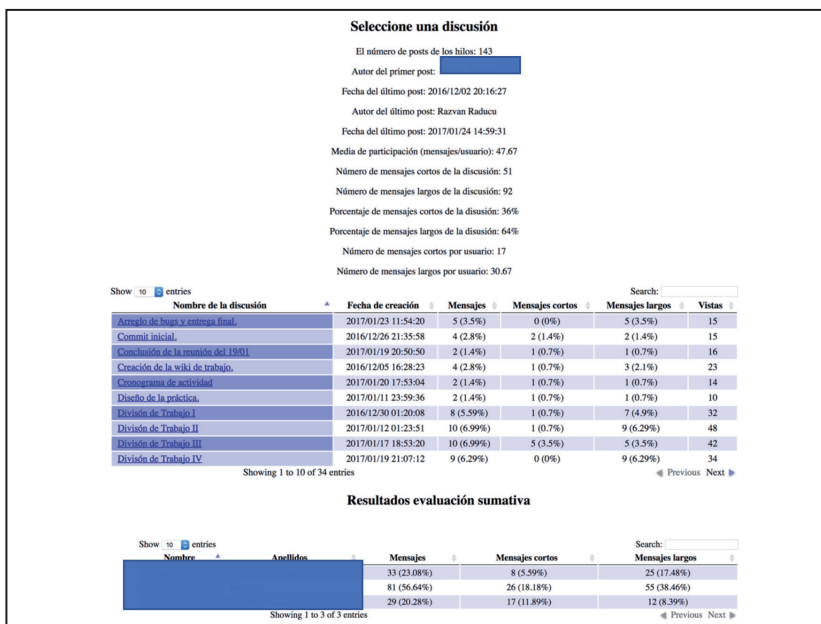 Seleccione una discusión
El número de posts de los hilos: 143
Autor del primer post:
Fecha del último post: 2016/12/02 20:16:27
Autor del último post: Razvan Raducu
Fecha del último post: 2017/01/24 14:59:31
Media de participación (mensajes/usuario): 47.67
Número de mensajes cortos de la discusión: 51
Número de mensajes largos de la discusión: 92
Porcentaje de mensajes cortos de la disusión: 36%
Porcentaje de mensajes largos de la disusión: 64%
Número de mensajes cortos por usuario: 17
Número de mensajes largos por usuario: 30.67
Show 10 entries Search:
Nombre de la discusión Fecha de creación Mensajes Mensajes cortos Mensajes largos Vistas
Arreglo de bugs y entrega final. 2017/01/23 11:54:20 5 (3.5%) 0 (0%) 5 (3.5%) 15
Commit inicial. 2016/12/26 21:35:58 4 (2.8%) 2 (1.4%) 2 (1.4%) 15
Conclusión de la reunión del 19/01 2017/01/19 20:50:50 2 (1.4%) 1 (0.7%) 1 (0.7%) 16
Creación de la wiki de trabajo. 2016/12/05 16:28:23 4 (2.8%) 1 (0.7%) 3 (2.1%) 23
Cronograma de actividad 2017/01/20 17:53:04 2 (1.4%) 1 (0.7%) 1 (0.7%) 14
Diseño de la práctica. 2017/01/11 23:59:36 2 (1.4%) 1 (0.7%) 1 (0.7%) 10
Divisón de Trabajo I 2016/12/30 01:20:08 8 (5.59%) 1 (0.7%) 7 (4.9%) 32
Divisón de Trabajo II 2017/01/12 01:23:51 10 (6.99%) 1 (0.7%) 9 (6.29%) 48
Divisón de Trabajo III 2017/01/17 18:53:20 10 (6.99%) 5 (3.5%) 5 (3.5%) 42
Divisón de Trabajo IV 2017/01/19 21:07:12 9 (6.29%) 0 (0%) 9 (6.29%) 34
Showing 1 to 10 of 34 entries Previous Next
Resultados evaluación sumativa
Show 10 entries Search:
Nombre Apellidos Mensajes Mensajes cortos Mensajes largos
33 (23.08%) 8 (5.59%) 25 (17.48%)
81 (56.64%) 26 (18.18%) 55 (38.46%)
29 (20.28%) 17 (11.89%) 12 (8.39%)
Showing 1 to 3 of 3 entries Previous Next